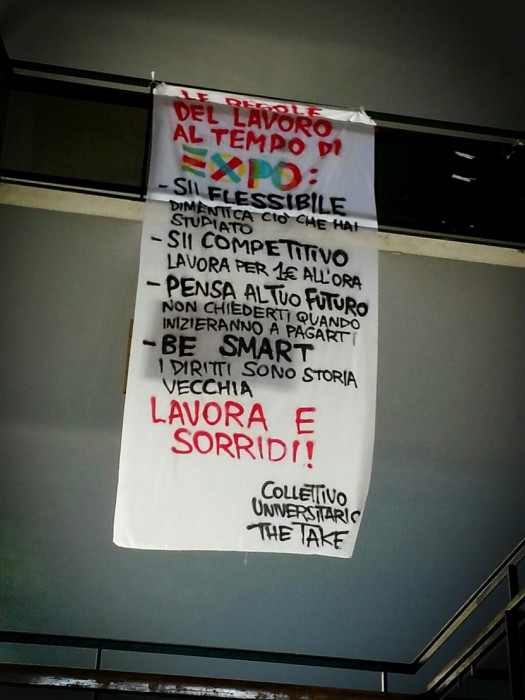 LE REGOLE
DEL LAVORO
AL TEMPO DI
EXPO:
- SII FLESSIBILE
DIMENTICA CIÒ CHE HAI
STUDIATO
- SII COMPETITIVO
LAVORA PER 1€ ALL'ORA
- PENSA AL TUO FUTURO
NON CHIEDERTI QUANDO
INIZIERANNO A PAGARTI
- BE SMART
I DIRITTI SONO STORIA
VECCHIA
LAVORA E
SORRIDI!
COLLETTIVO
UNIVERSITARIO
THE TAKE